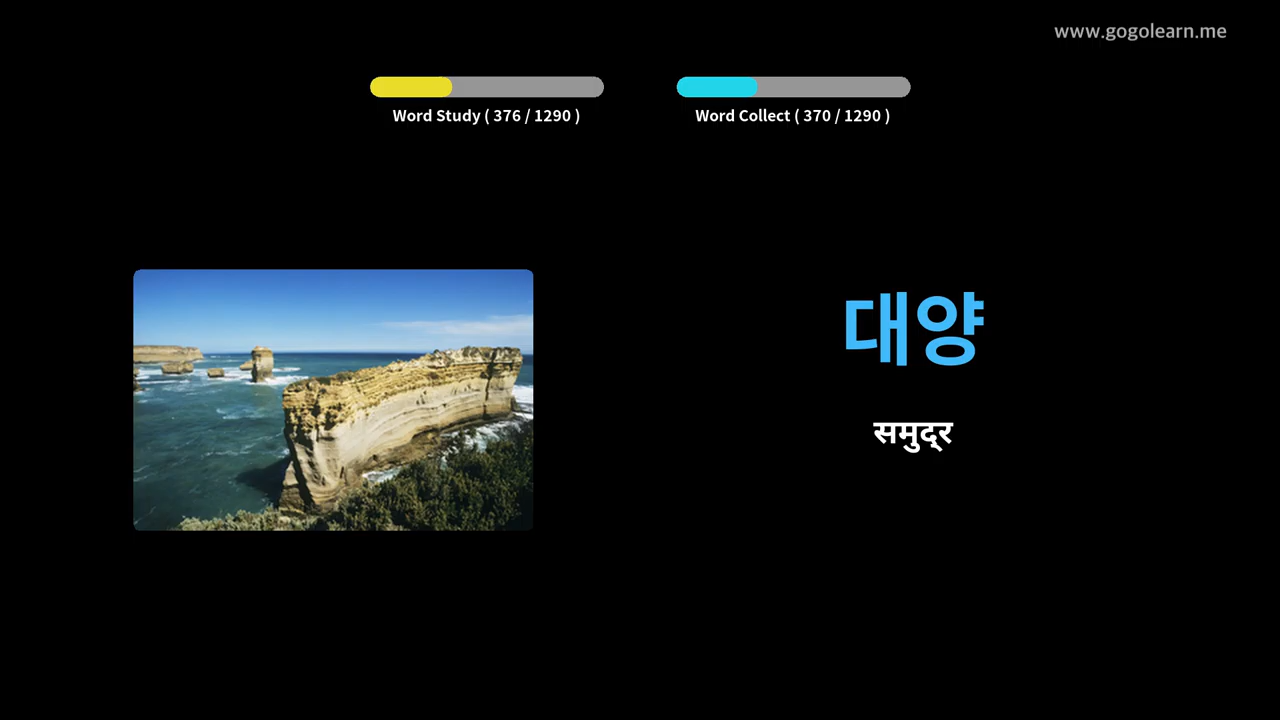 www.gogolearn.me
Word Study ( 376 / 1290 )
Word Collect ( 370 / 1290 )
대양
समुद्र